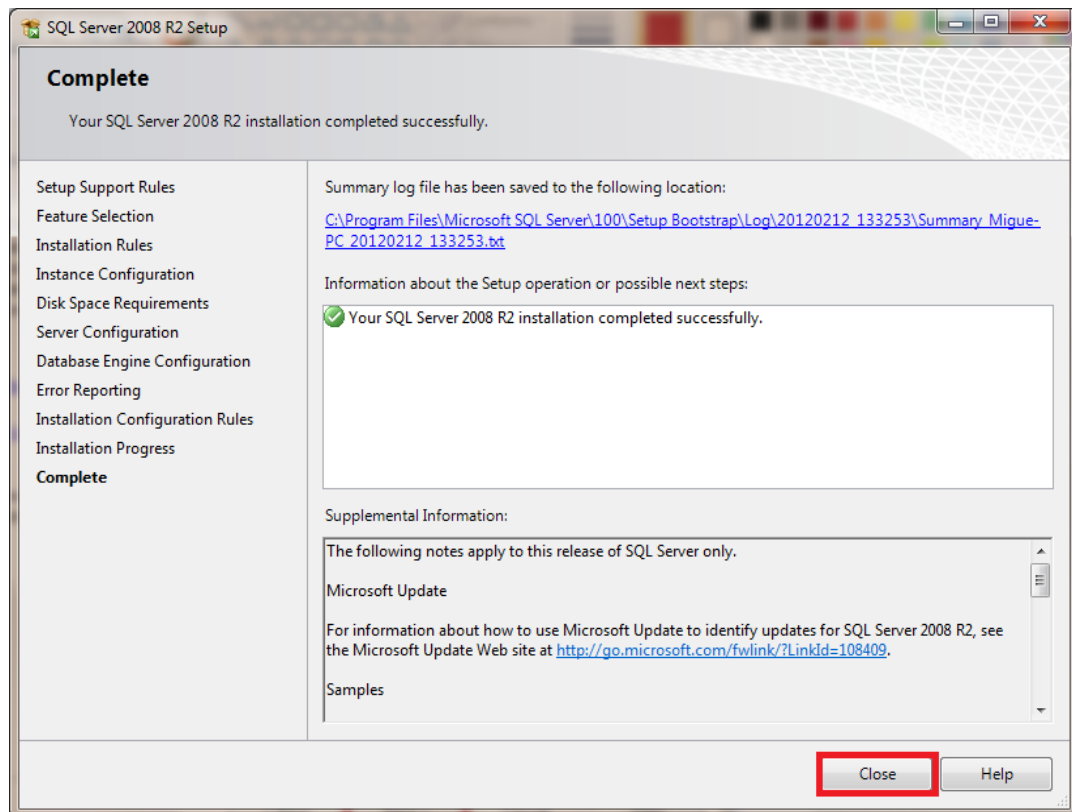 SQL Server 2008 R2 Setup
Complete
Your SQL Server 2008 R2 installation completed successfully.
Setup Support Rules
Feature Selection
Installation Rules
Instance Configuration
Disk Space Requirements
Server Configuration
Database Engine Configuration
Error Reporting
Installation Configuration Rules
Installation Progress
Complete
Summary log file has been saved to the following location:
C:\Program Files\Microsoft SQL Server\100\Setup Bootstrap\Log\20120212_133253\Summary_Migue-
PC_20120212_133253.txt
Information about the Setup operation or possible next steps:
Your SQL Server 2008 R2 installation completed successfully.
Supplemental Information:
The following notes apply to this release of SQL Server only.
Microsoft Update
For information about how to use Microsoft Update to identify updates for SQL Server 2008 R2, see
the Microsoft Update Web site at http://go.microsoft.com/fwlink/?LinkId=108409.
Samples
Close
Help